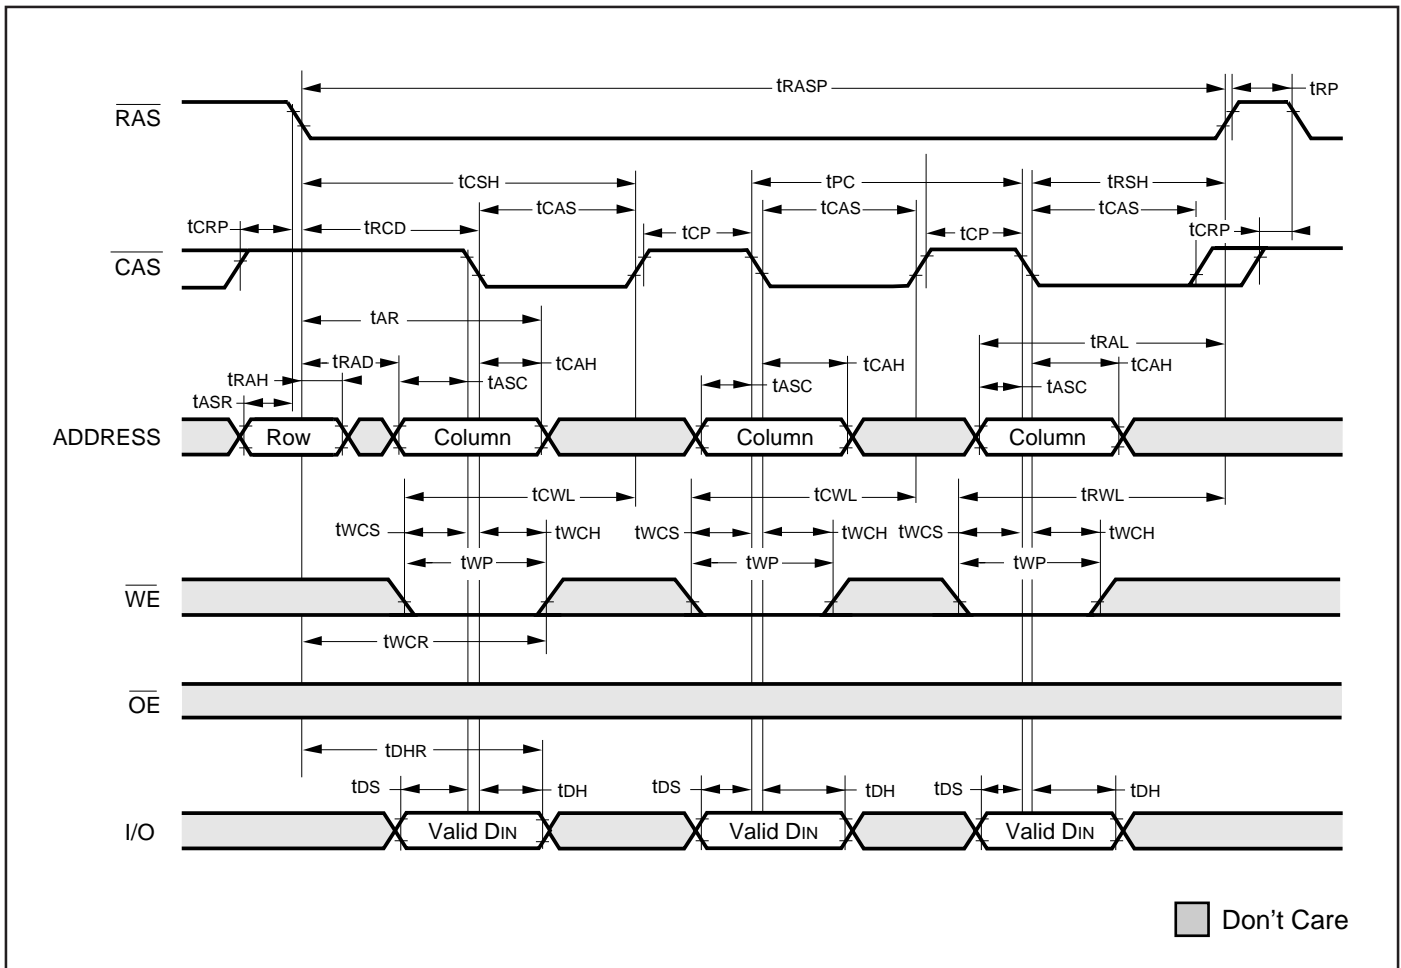 tRASP
tRP
RAS
tCSH
tPC
tRSH
tCAS
tCAS
tCAS
tCRP
tRCD
tCP
tCP
tCRP
CAS
tAR
tRAL
tRAD
tCAH
tCAH
tCAH
tRAH
tASC
tASC
tASC
tASR
ADDRESS
Row
Column
Column
Column
tCWL
tCWL
tRWL
tWCS
tWCH
tWCS
tWCH
tWCS
tWCH
tWP
tWP
tWP
WE
tWCR
OE
tDHR
tDS
tDH
tDS
tDH
tDS
tDH
I/O
Valid DIN
Valid DIN
Valid DIN
Don't Care